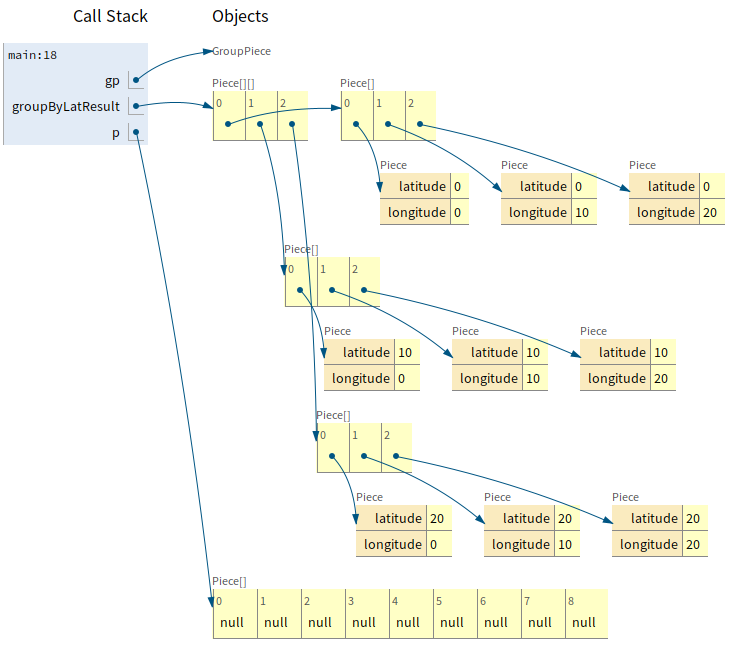 Call Stack Objects
main:18
gp
groupByLatResult
p
GroupPiece
Piece[][]
0 1 2
Piece[]
0 1 2
Piece
latitude 0
longitude 0
Piece
latitude 0
longitude 10
Piece
latitude 0
longitude 20
Piece[]
0 1 2
Piece
latitude 10
longitude 0
Piece
latitude 10
longitude 10
Piece
latitude 10
longitude 20
Piece[]
0 1 2
Piece
latitude 20
longitude 0
Piece
latitude 20
longitude 10
Piece
latitude 20
longitude 20
Piece[]
0 1 2 3 4 5 6 7 8
null null null null null null null null null